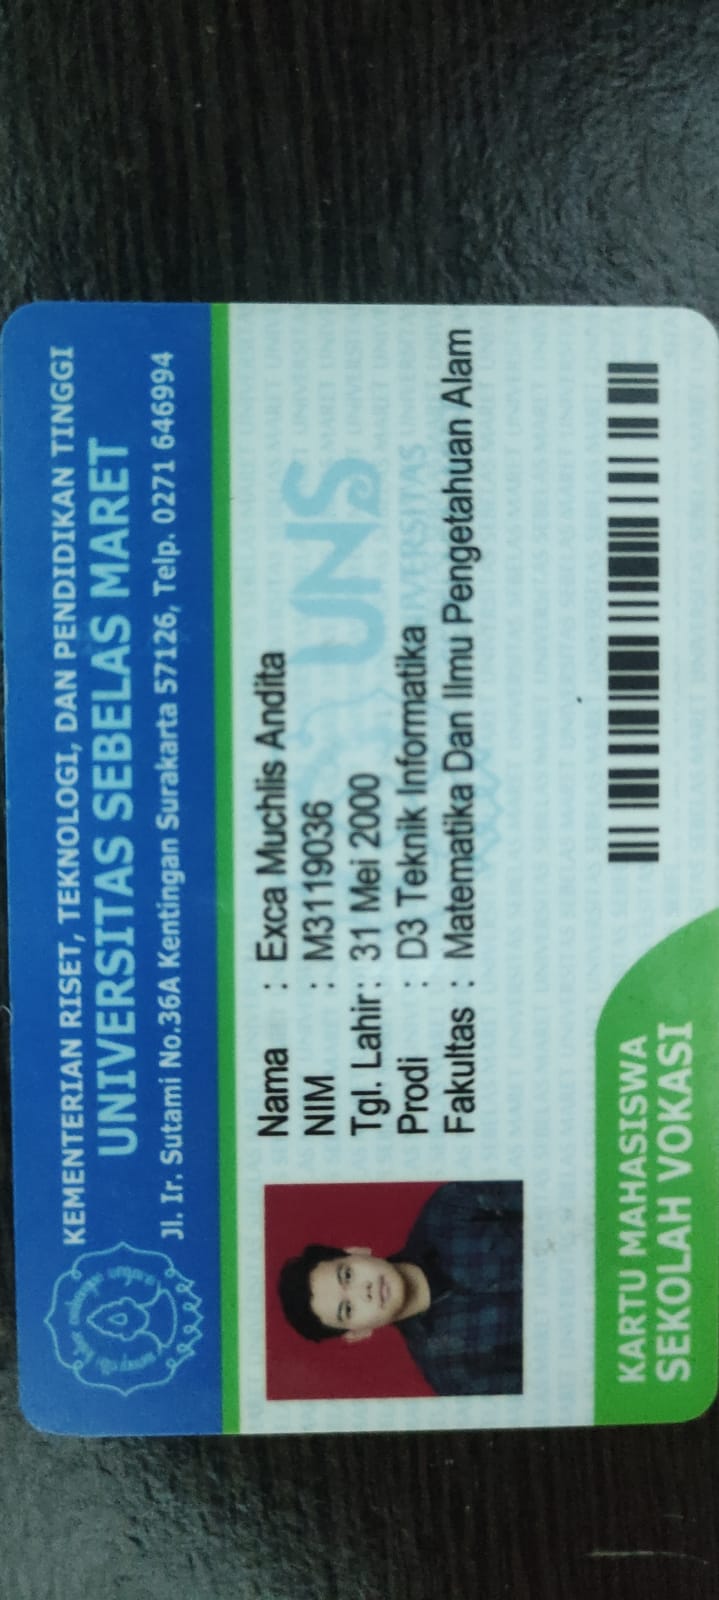 KEMENTERIAN RISET, TEKNOLOGI, DAN PENDIDIKAN TINGGI
UNIVERSITAS SEBELAS MARET
Jl. Ir. Sutami No.36A Kentingan Surakarta 57126, Telp. 0271 646994
Nama : Exca Muchlis Andita
NIM : M3119036
Tgl. Lahir : 31 Mei 2000
Prodi : D3 Teknik Informatika
Fakultas : Matematika Dan Ilmu Pengetahuan Alam
UNS
UNIVERSITAS
KARTU MAHASISWA
SEKOLAH VOKASI